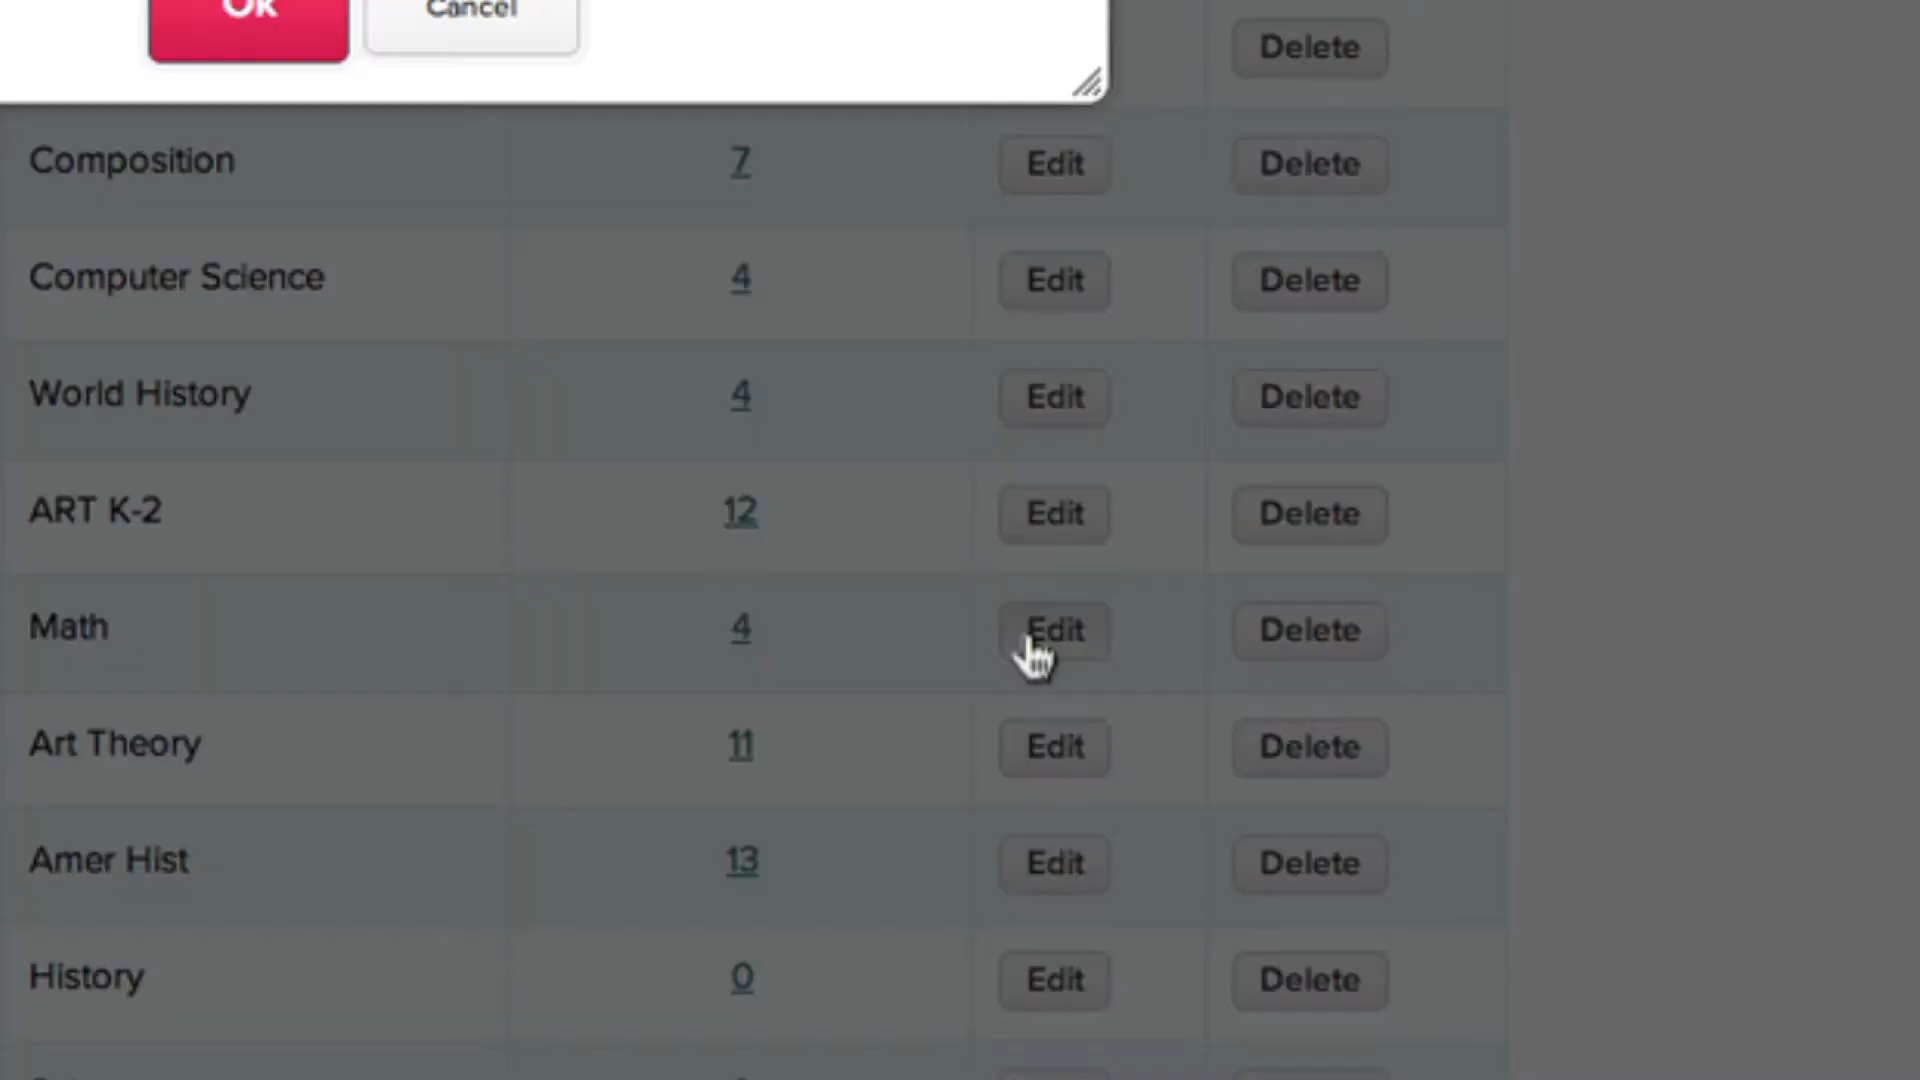 Ok Cancel
Delete
Composition 7 Edit Delete
Computer Science 4 Edit Delete
World History 4 Edit Delete
ART K-2 12 Edit Delete
Math 4 Edit Delete
Art Theory 11 Edit Delete
Amer Hist 13 Edit Delete
History 0 Edit Delete